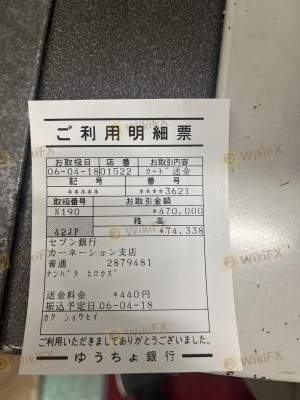 ご利用明細票
お取扱日 店番 お取引内容
06-04-18 01522 カード送金
記号 番号
***** ****3621
取扱番号 お取引金額
N190 *470,000
残高
42JP *74,338
セブン銀行
カーネーション支店
普通 2879481
ナンバタ ヒロカズ
送金料金 *440円
振込予定日 06-04-18
カク ショウセイ
ご利用いただきましてありがとうございました。
ゆうちょ銀行
WikiFX